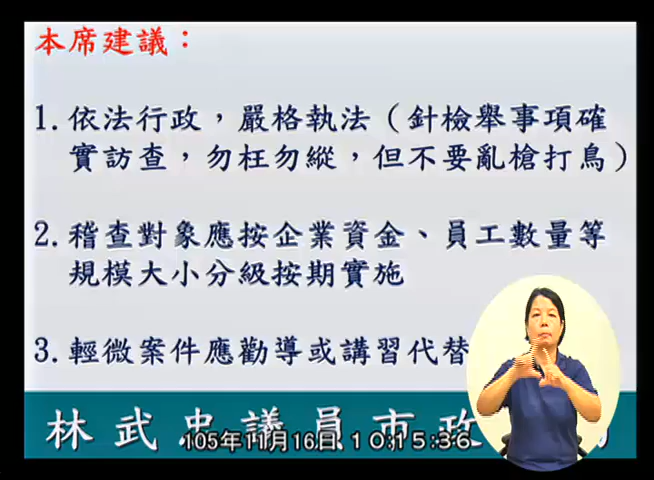 本席建議：
1.依法行政，嚴格執法（針檢舉事項確
實訪查，勿枉勿縱，但不要亂槍打鳥）
2.稽查對象應按企業資金、員工數量等
規模大小分級按期實施
3.輕微案件應勸導或講習代替
林武忠議員市政
105年11月16日 10:15:36